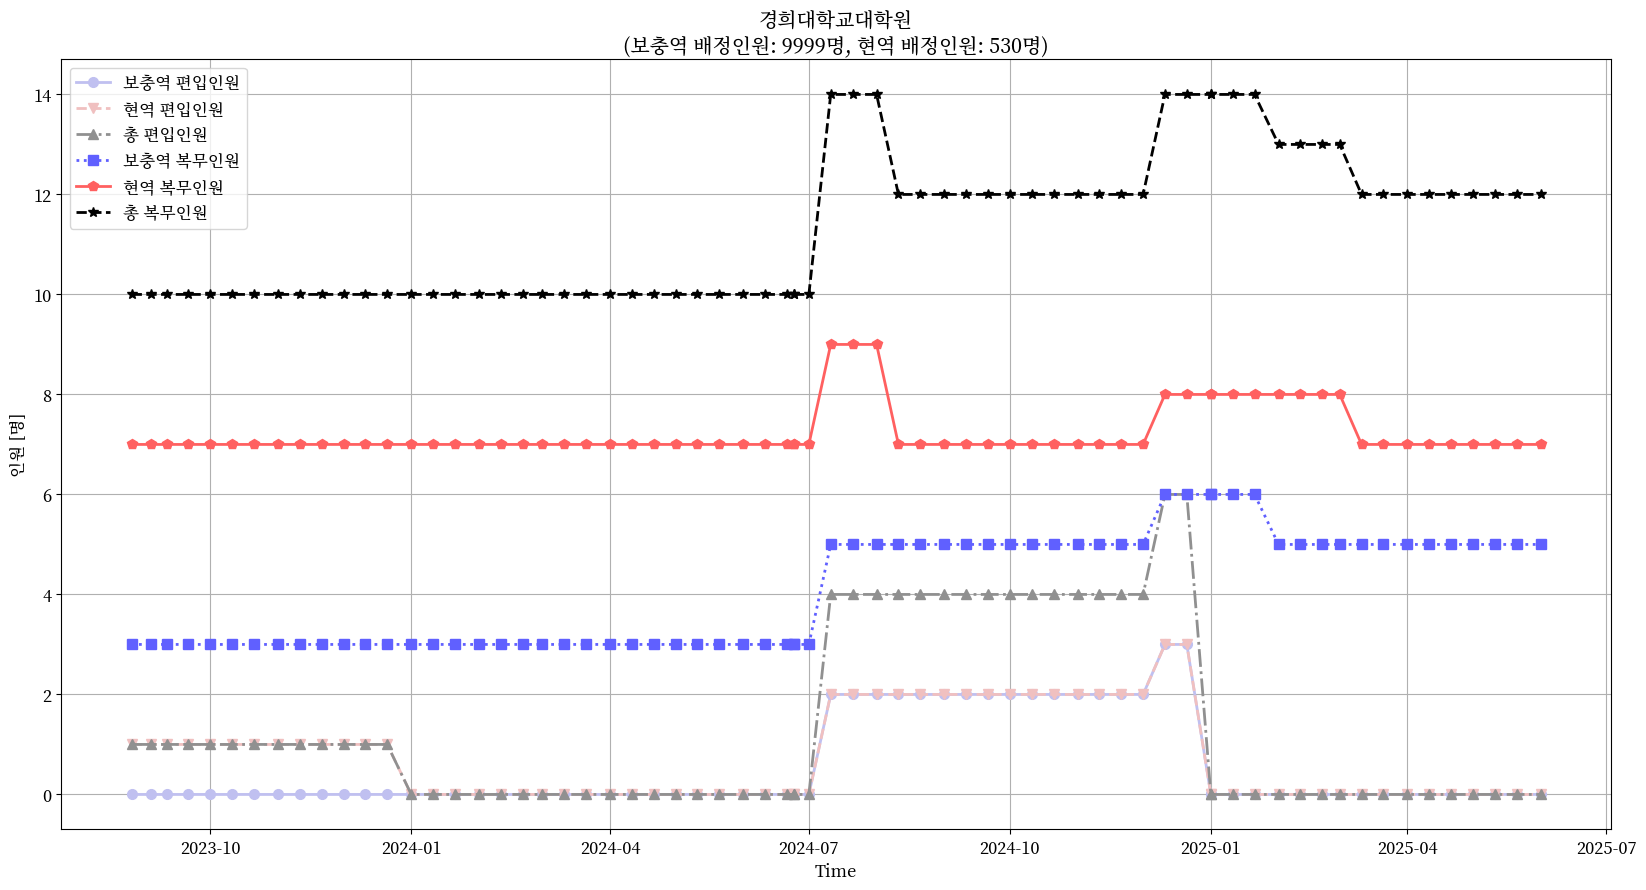 경희대학교대학원
(보충역 배정인원: 9999명, 현역 배정인원: 530명)
보충역 편입인원
현역 편입인원
총 편입인원
보충역 복무인원
현역 복무인원
총 복무인원
14
12
10
8
6
4
2
0
인원 [명]
2023-10
2024-01
2024-04
2024-07
2024-10
2025-01
2025-04
2025-07
Time